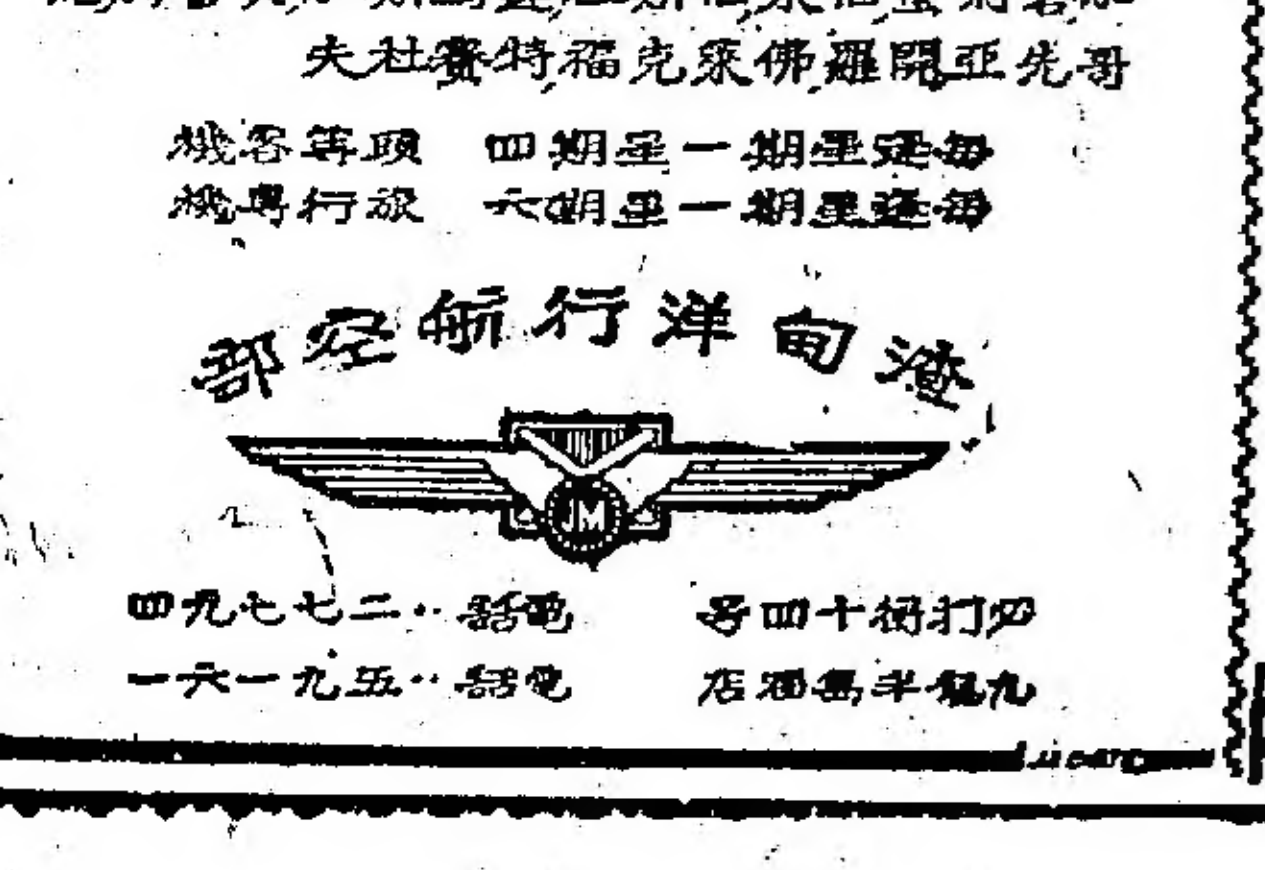 哥先亞開羅佛萊克福特賽杜夫
每逢星期一星期四 頭等客機
每逢星期一星期六 旅行專機
渣甸洋行航空部
JM
必打街十四号 電話：二七七九四
九龍半島酒店 電話：五九一六一